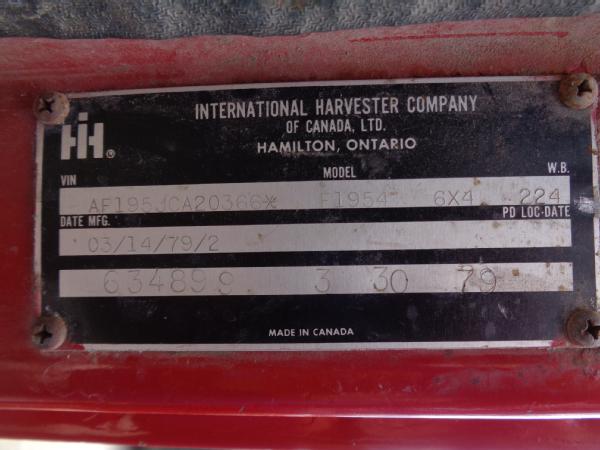 INTERNATIONAL HARVESTER COMPANY
OF CANADA, LTD.
HAMILTON, ONTARIO
IH®
VIN MODEL W.B.
F1954 6X4 224
DATE MFG. PD LOC-DATE
03/14/79/2
634899 3 30 79
MADE IN CANADA